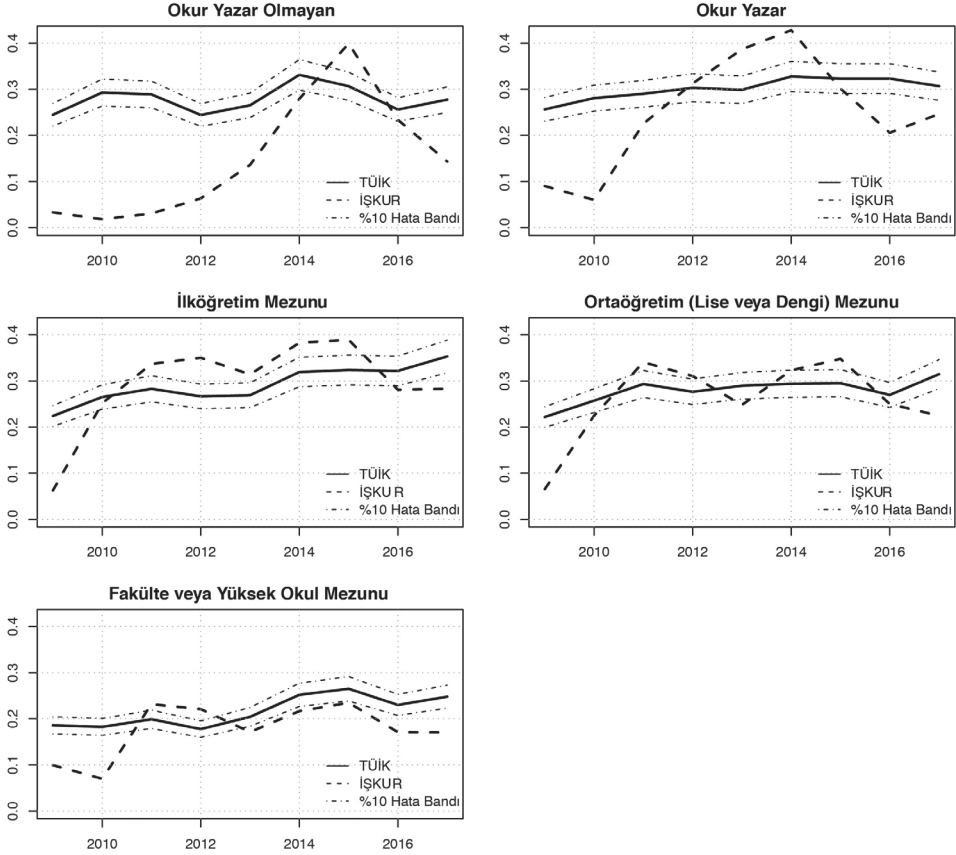 Okur Yazar Olmayan
0.4
0.3
0.2
0.1
0.0
TÜİK
İŞKUR
%10 Hata Bandı
2010 2012 2014 2016
Okur Yazar
0.4
0.3
0.2
0.1
0.0
TÜİK
İŞKUR
%10 Hata Bandı
2010 2012 2014 2016
İlköğretim Mezunu
0.4
0.3
0.2
0.1
0.0
TÜİK
İŞKU R
%10 Hata Bandı
2010 2012 2014 2016
Ortaöğretim (Lise veya Dengi) Mezunu
0.4
0.3
0.2
0.1
0.0
TÜİK
İŞKUR
%10 Hata Bandı
2010 2012 2014 2016
Fakülte veya Yüksek Okul Mezunu
0.4
0.3
0.2
0.1
0.0
TÜİK
İŞKUR
%10 Hata Bandı
2010 2012 2014 2016